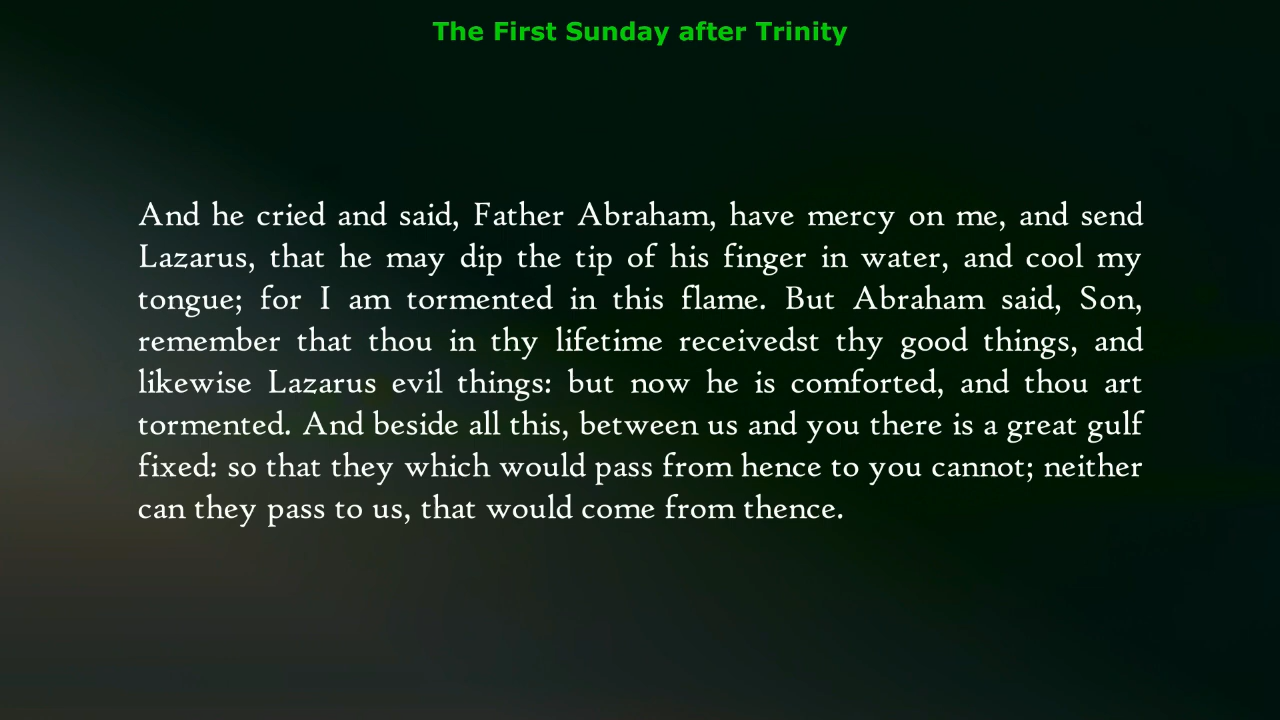 The First Sunday after Trinity
And he cried and said, Father Abraham, have mercy on me, and send
Lazarus, that he may dip the tip of his finger in water, and cool my
tongue; for I am tormented in this flame. But Abraham said, Son,
remember that thou in thy lifetime receivedst thy good things, and
likewise Lazarus evil things: but now he is comforted, and thou art
tormented. And beside all this, between us and you there is a great gulf
fixed: so that they which would pass from hence to you cannot; neither
can they pass to us, that would come from thence.